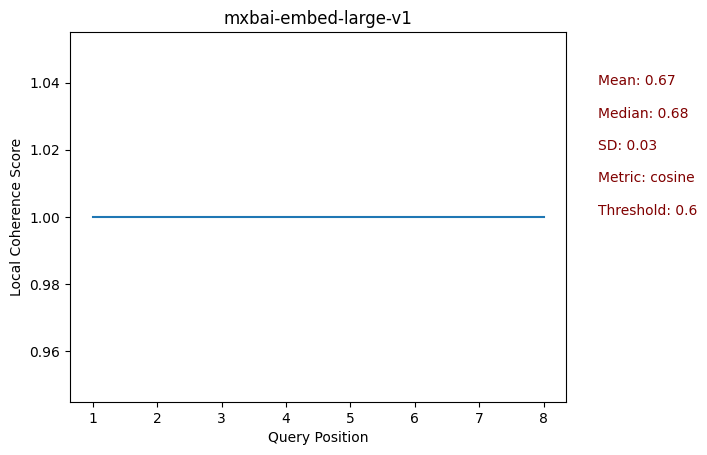 mxbai-embed-large-v1
1.04
1.02
1.00
0.98
0.96
Local Coherence Score
1
2
3
4
5
6
7
8
Query Position
Mean: 0.67
Median: 0.68
SD: 0.03
Metric: cosine
Threshold: 0.6